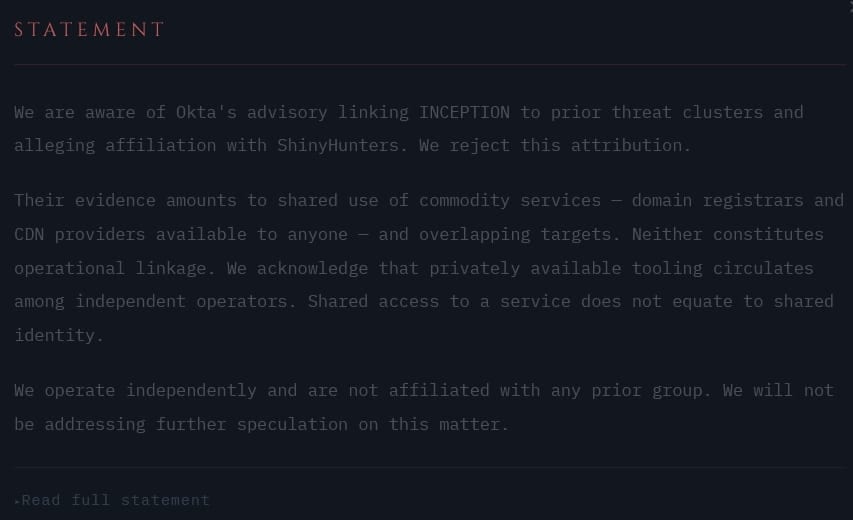 STATEMENT
We are aware of Okta's advisory linking INCEPTION to prior threat clusters and
alleging affiliation with ShinyHunters. We reject this attribution.
Their evidence amounts to shared use of commodity services — domain registrars and
CDN providers available to anyone — and overlapping targets. Neither constitutes
operational linkage. We acknowledge that privately available tooling circulates
among independent operators. Shared access to a service does not equate to shared
identity.
We operate independently and are not affiliated with any prior group. We will not
be addressing further speculation on this matter.
▸Read full statement